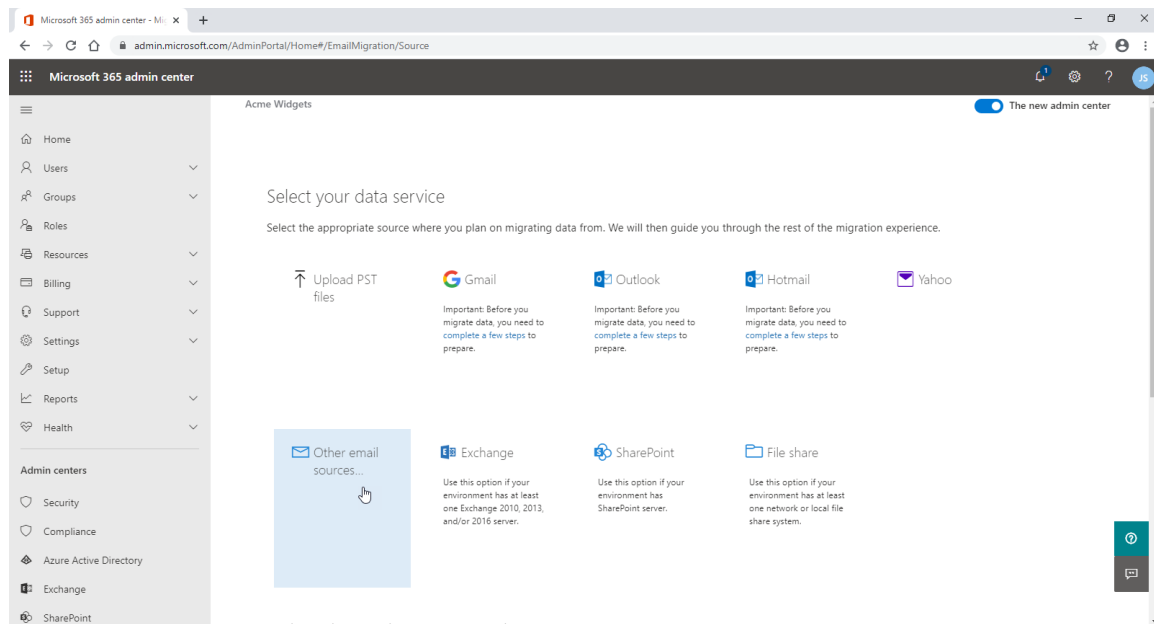 Microsoft 365 admin center - Mi
admin.microsoft.com/AdminPortal/Home#/EmailMigration/Source
Microsoft 365 admin center
1
?
JS
Acme Widgets
The new admin center
Home
Users
Groups
Roles
Resources
Billing
Support
Settings
Setup
Reports
Health
Admin centers
Security
Compliance
Azure Active Directory
Exchange
SharePoint
Select your data service
Select the appropriate source where you plan on migrating data from. We will then guide you through the rest of the migration experience.
Upload PST
files
Gmail
Important: Before you
migrate data, you need to
complete a few steps to
prepare.
Outlook
Important: Before you
migrate data, you need to
complete a few steps to
prepare.
Hotmail
Important: Before you
migrate data, you need to
complete a few steps to
prepare.
Yahoo
Other email
sources...
Exchange
Use this option if your
environment has at least
one Exchange 2010, 2013,
and/or 2016 server.
SharePoint
Use this option if your
environment has
SharePoint server.
File share
Use this option if your
environment has at least
one network or local file
share system.